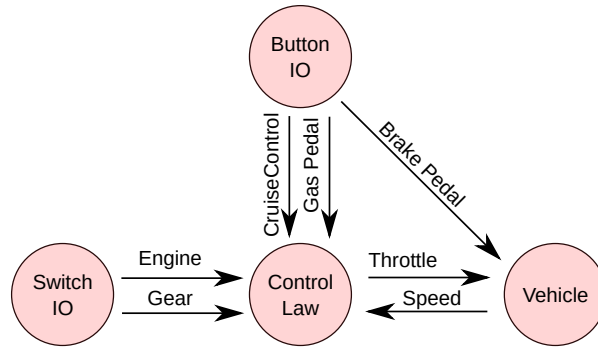 Button
IO
CruiseControl
Gas Pedal
Brake Pedal
Engine
Throttle
Switch
IO
Control
Law
Vehicle
Gear
Speed